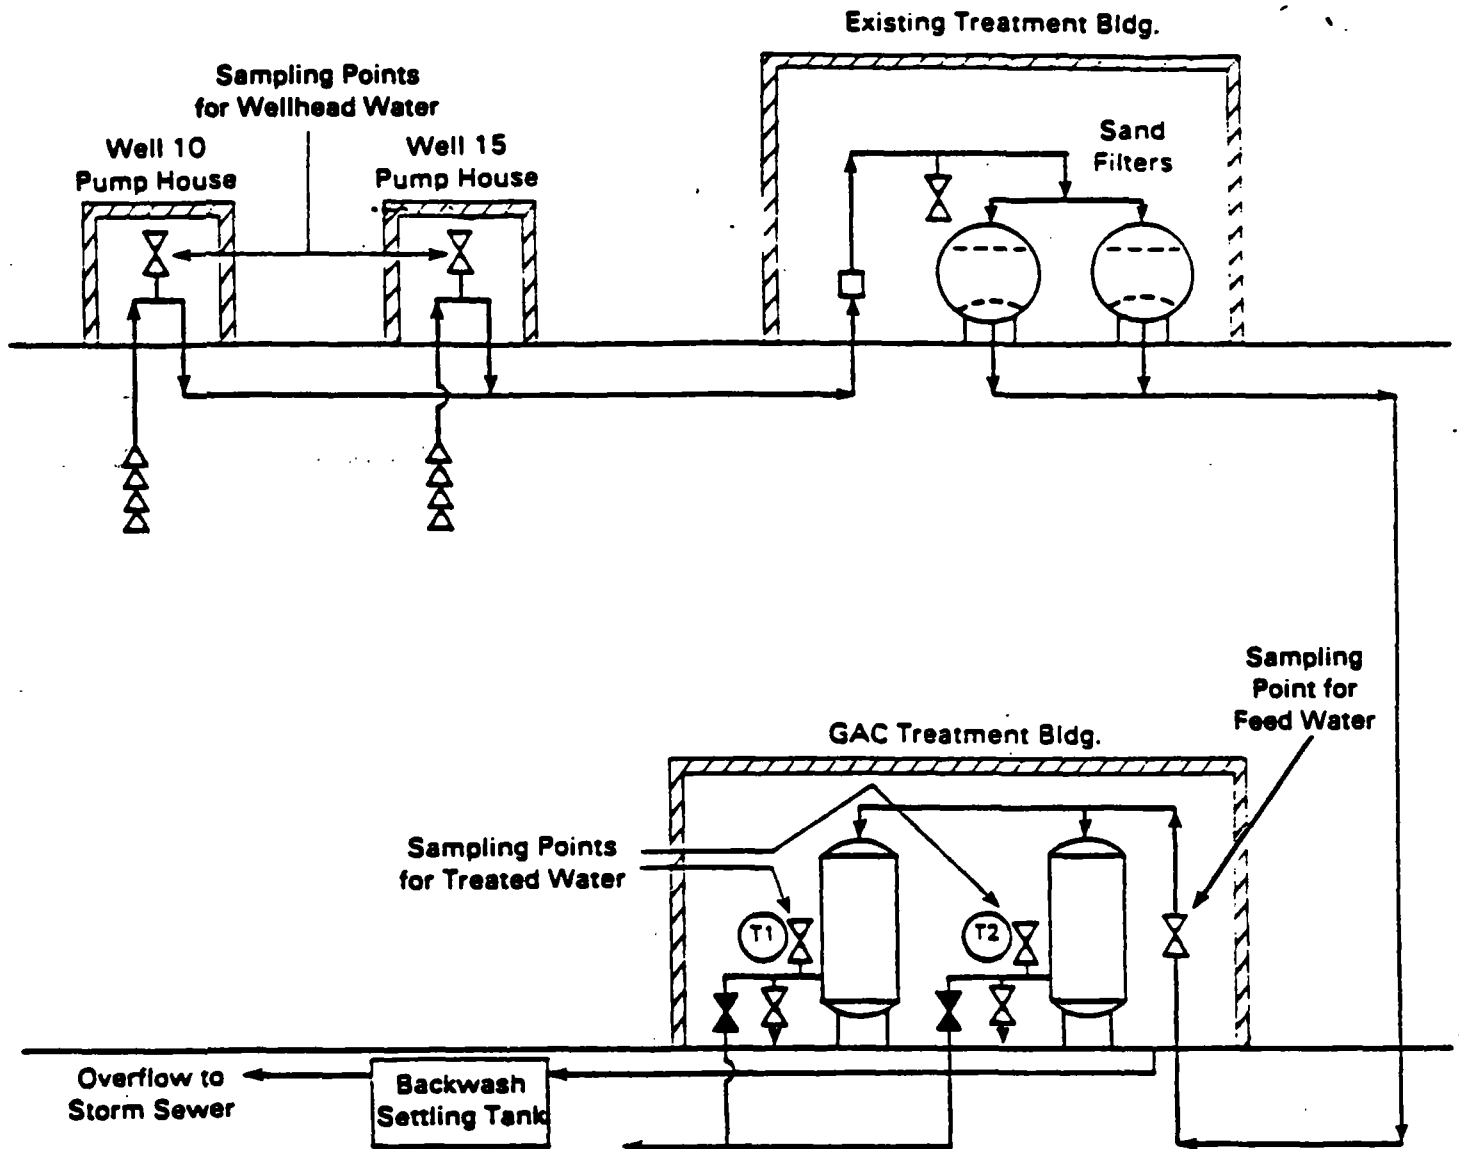 Existing Treatment Bldg.
Sampling Points
for Wellhead Water
Well 10
Pump House
Well 15
Pump House
Sand
Filters
Sampling
Point for
Feed Water
GAC Treatment Bldg.
Sampling Points
for Treated Water
T1
T2
Overflow to
Storm Sewer
Backwash
Settling Tank